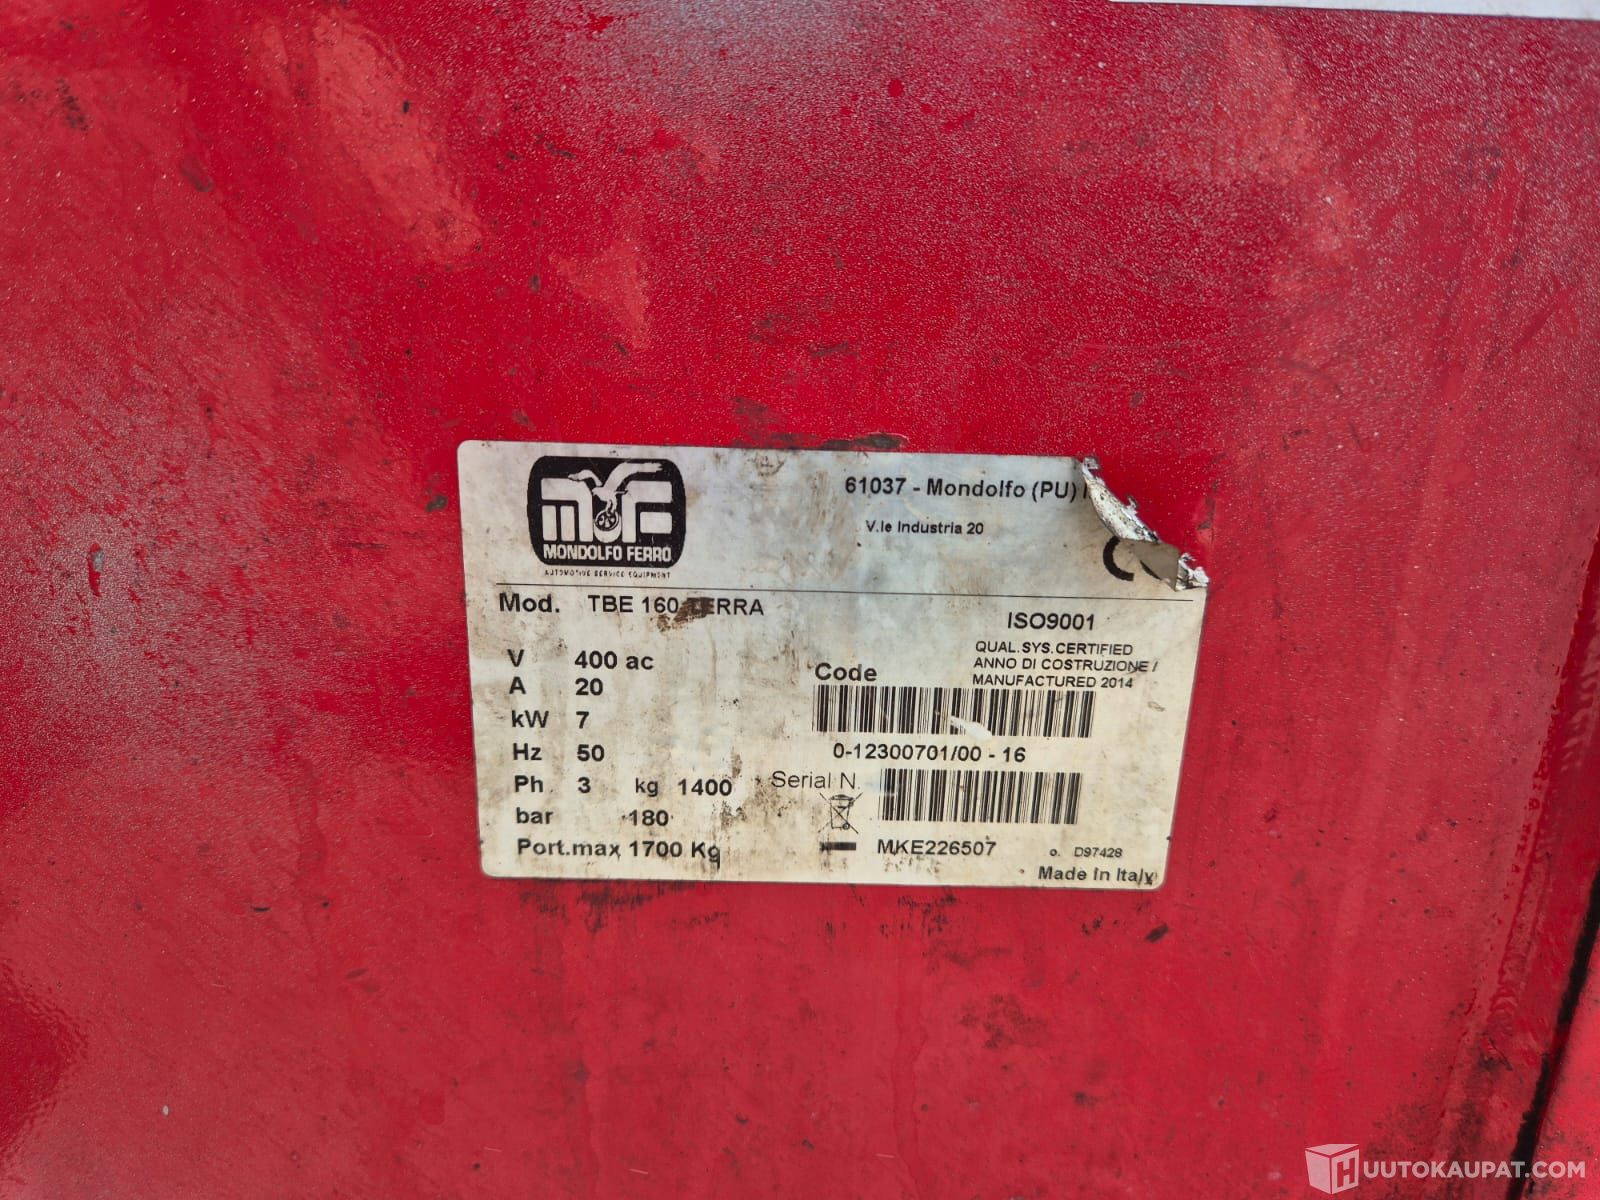 MONDOLFO FERRO
AUTOMOTIVE SERVICE EQUIPMENT
61037 - Mondolfo (PU)
V.le Industria 20
Mod. TBE 160 TERRA
ISO9001
QUAL.SYS.CERTIFIED
ANNO DI COSTRUZIONE /
MANUFACTURED 2014
V 400 ac
A 20
kW 7
Hz 50
Ph. 3 kg 1400
bar 180
Port.max 1700 Kg
Code
0-12300701/00 - 16
Serial N.
MKE226507
o. D97428
Made In Italy
HUUTOKAUPAT.COM